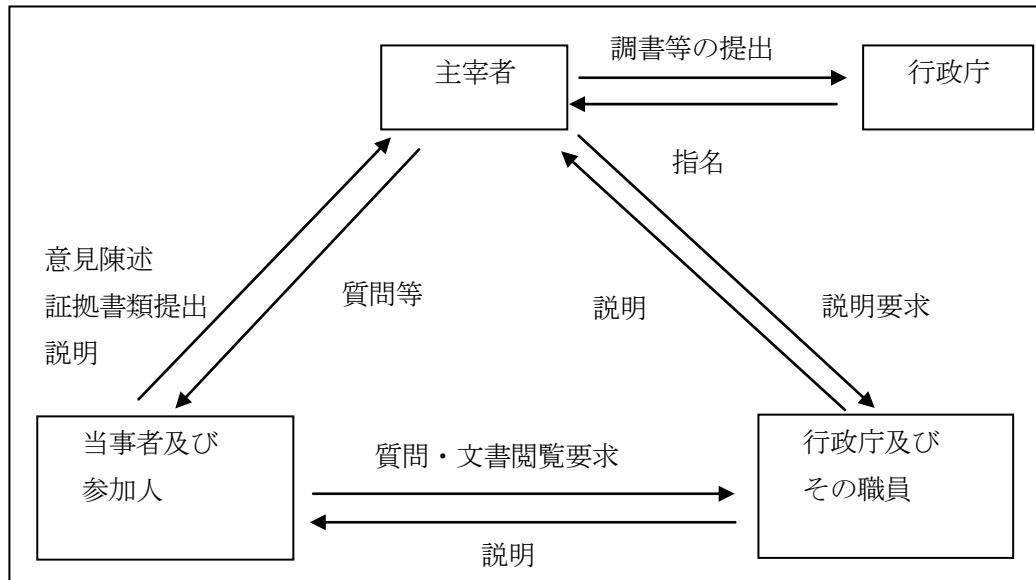 調書等の提出
主宰者
行政庁
指名
意見陳述
証拠書類提出
説明
質問等
説明
説明要求
当事者及び
参加人
質問・文書閲覧要求
行政庁及び
その職員
説明